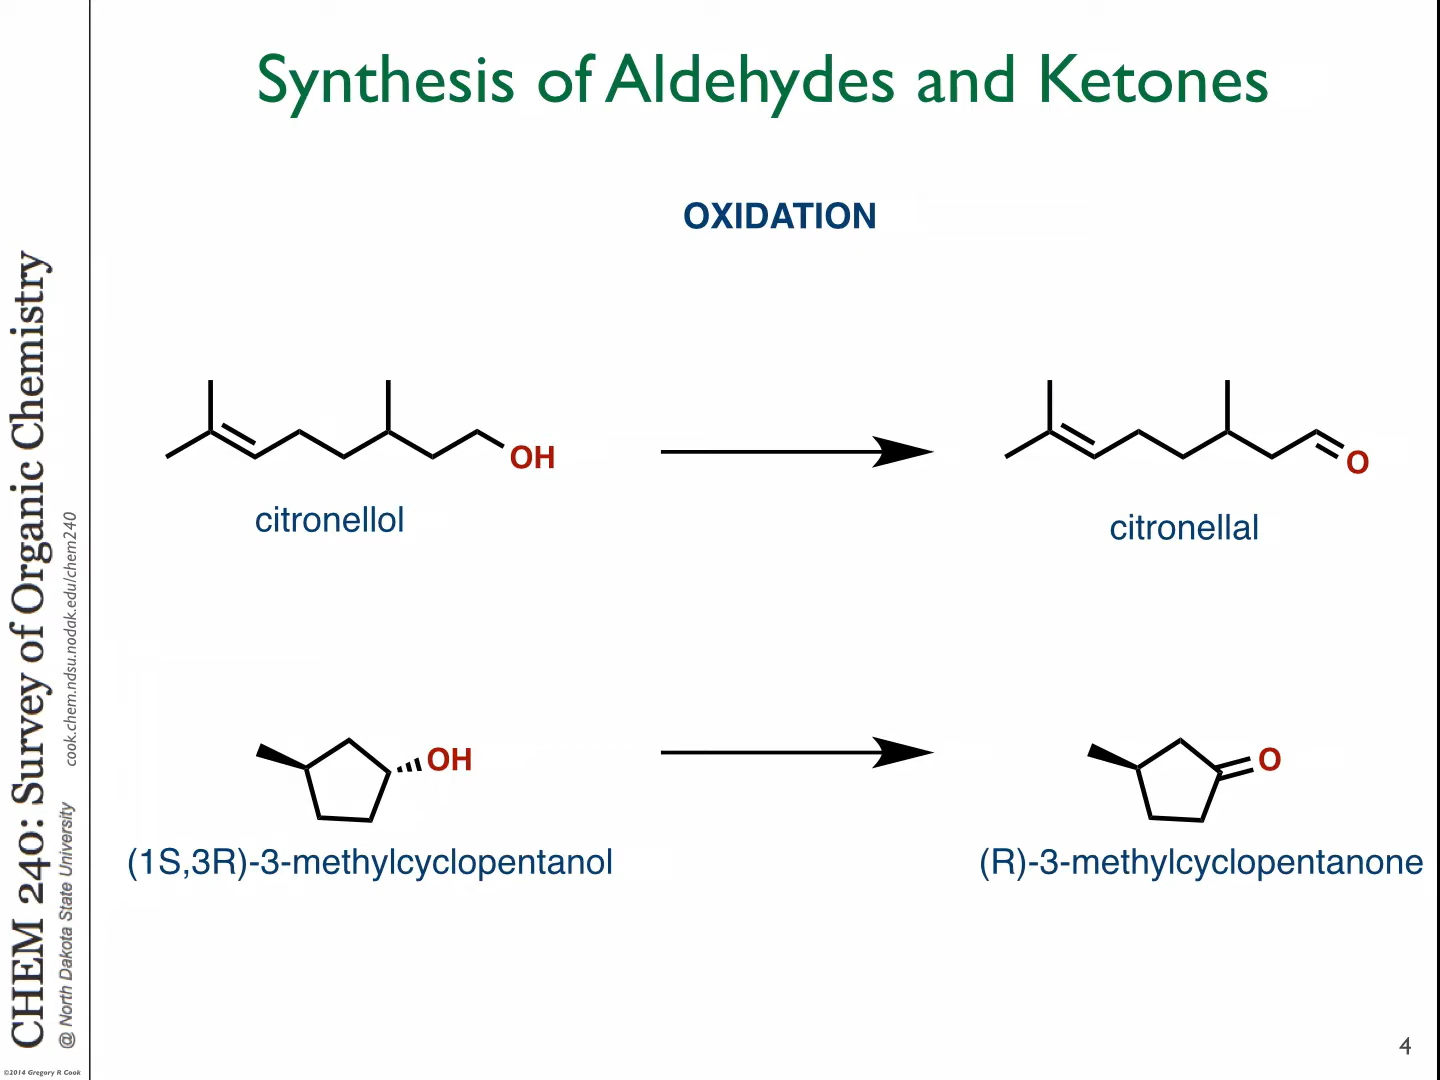 Synthesis of Aldehydes and Ketones
OXIDATION
OH
O
citronellol
citronellal
OH
O
(1S,3R)-3-methylcyclopentanol
(R)-3-methylcyclopentanone
4
CHEM 240: Survey of Organic Chemistry
@ North Dakota State University cook.chem.ndsu.nodak.edu/chem240
©2014 Gregory R Cook